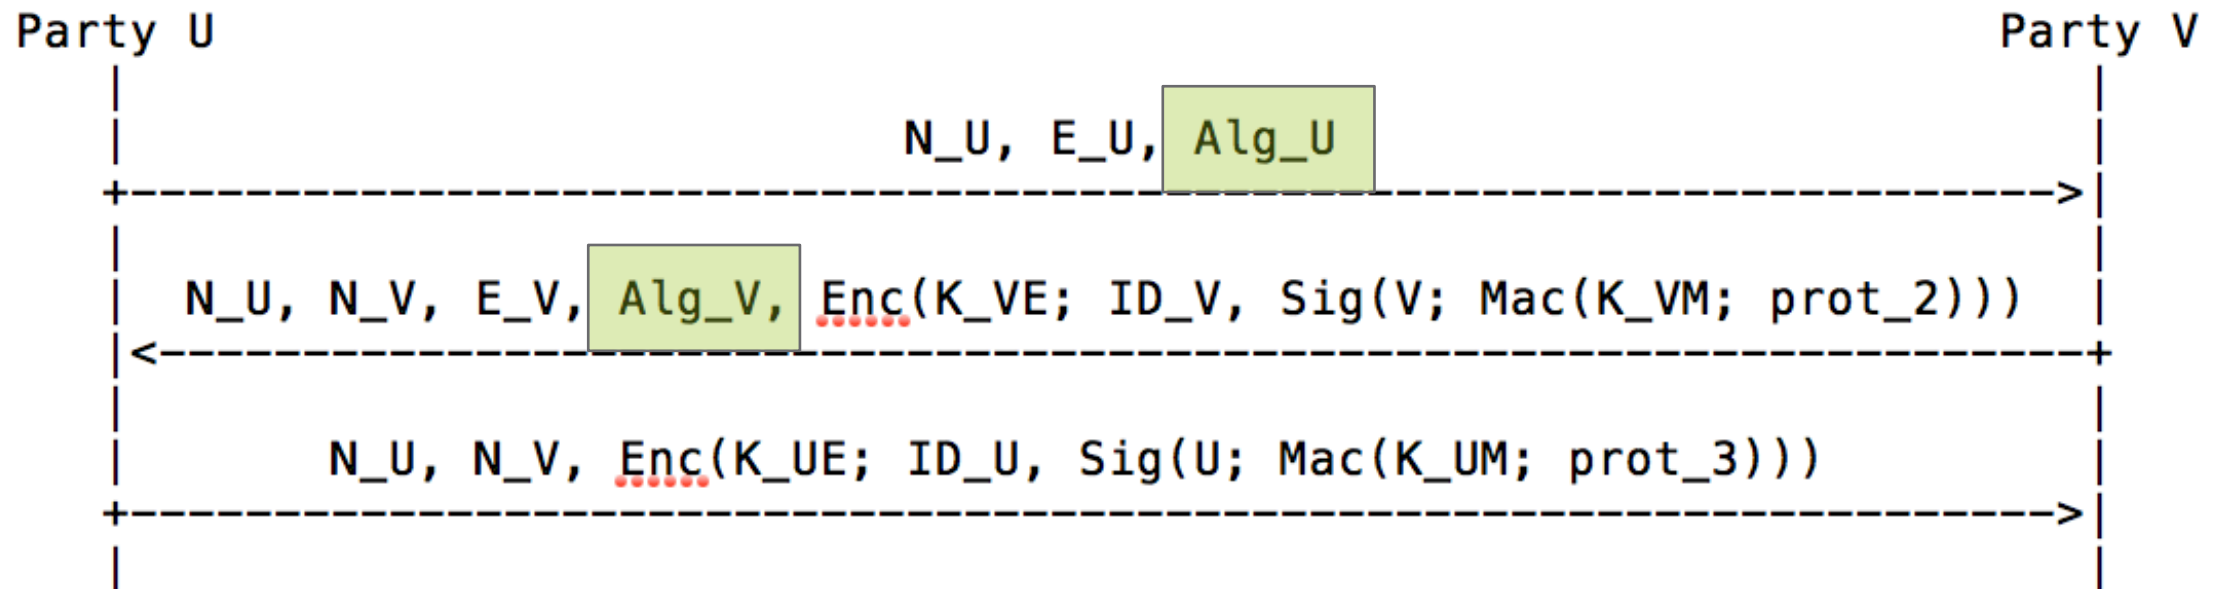 Party U Party V
N_U, E_U, Alg_U
N_U, N_V, E_V, Alg_V, Enc(K_VE; ID_V, Sig(V; Mac(K_VM; prot_2)))
N_U, N_V, Enc(K_UE; ID_U, Sig(U; Mac(K_UM; prot_3)))